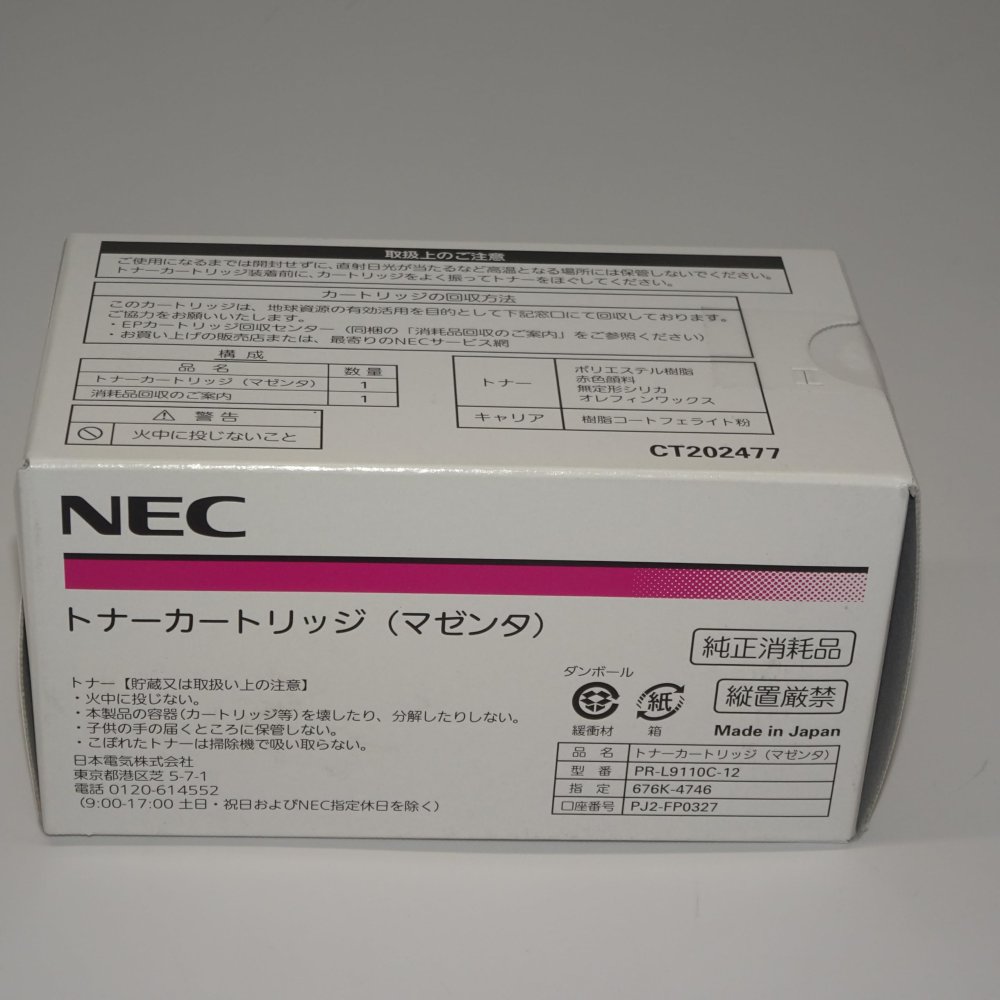 取扱上のご注意
ご使用になるまでは開封せずに、直射日光が当たるなど高温となる場所には保管しないでください。
トナーカートリッジ装着前に、カートリッジをよく振ってトナーをほぐしてください。
カートリッジの回収方法
このカートリッジは、地球資源の有効活用を目的として下記窓口にて回収しております。
ご協力をお願いいたします。
・EPカートリッジ回収センター（同梱の「消耗品回収のご案内」をご参照ください）
・お買い上げの販売店または、最寄りのNECサービス網
構成
品名 数量
トナーカートリッジ（マゼンタ） 1
消耗品回収のご案内 1
警告
火中に投じないこと
トナー
ポリエステル樹脂
赤色顔料
無定形シリカ
オレフィンワックス
キャリア 樹脂コートフェライト粉
CT202477
NEC
トナーカートリッジ（マゼンタ）
トナー【貯蔵又は取扱い上の注意】
・火中に投じない。
・本製品の容器（カートリッジ等）を壊したり、分解したりしない。
・子供の手の届くところに保管しない。
・こぼれたトナーは掃除機で吸い取らない。
日本電気株式会社
東京都港区芝 5-7-1
電話 0120-614552
（9:00-17:00 土日・祝日およびNEC指定休日を除く）
純正消耗品
ダンボール
紙
緩衝材 箱
縦置厳禁
Made in Japan
品名 トナーカートリッジ（マゼンタ）
型番 PR-L9110C-12
指定 676K-4746
口座番号 PJ2-FP0327